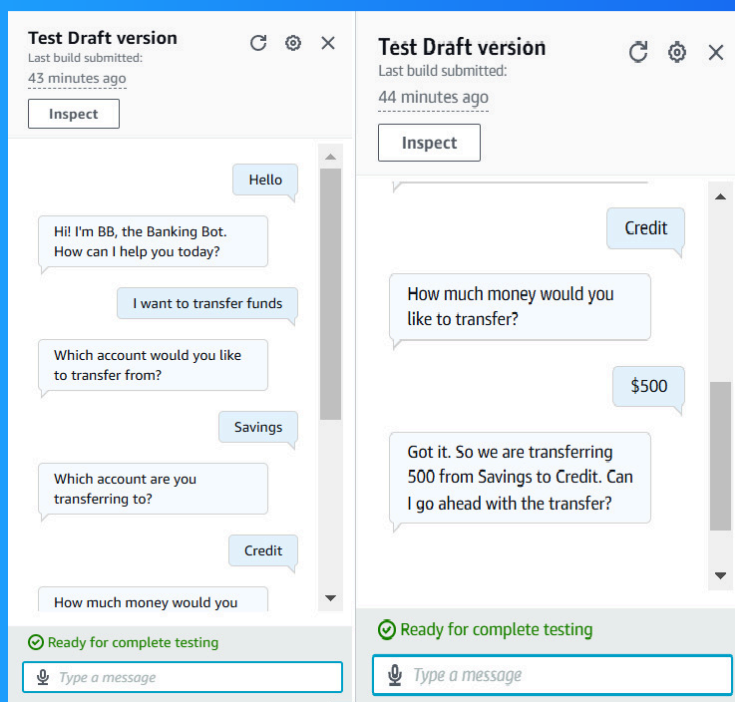 Test Draft version
Last build submitted:
43 minutes ago
Inspect
Hello
Hi! I'm BB, the Banking Bot.
How can I help you today?
I want to transfer funds
Which account would you like
to transfer from?
Savings
Which account are you
transferring to?
Credit
How much money would you
Ready for complete testing
Type a message
Test Draft version
Last build submitted:
44 minutes ago
Inspect
Credit
How much money would you
like to transfer?
$500
Got it. So we are transferring
500 from Savings to Credit. Can
I go ahead with the transfer?
Ready for complete testing
Type a message